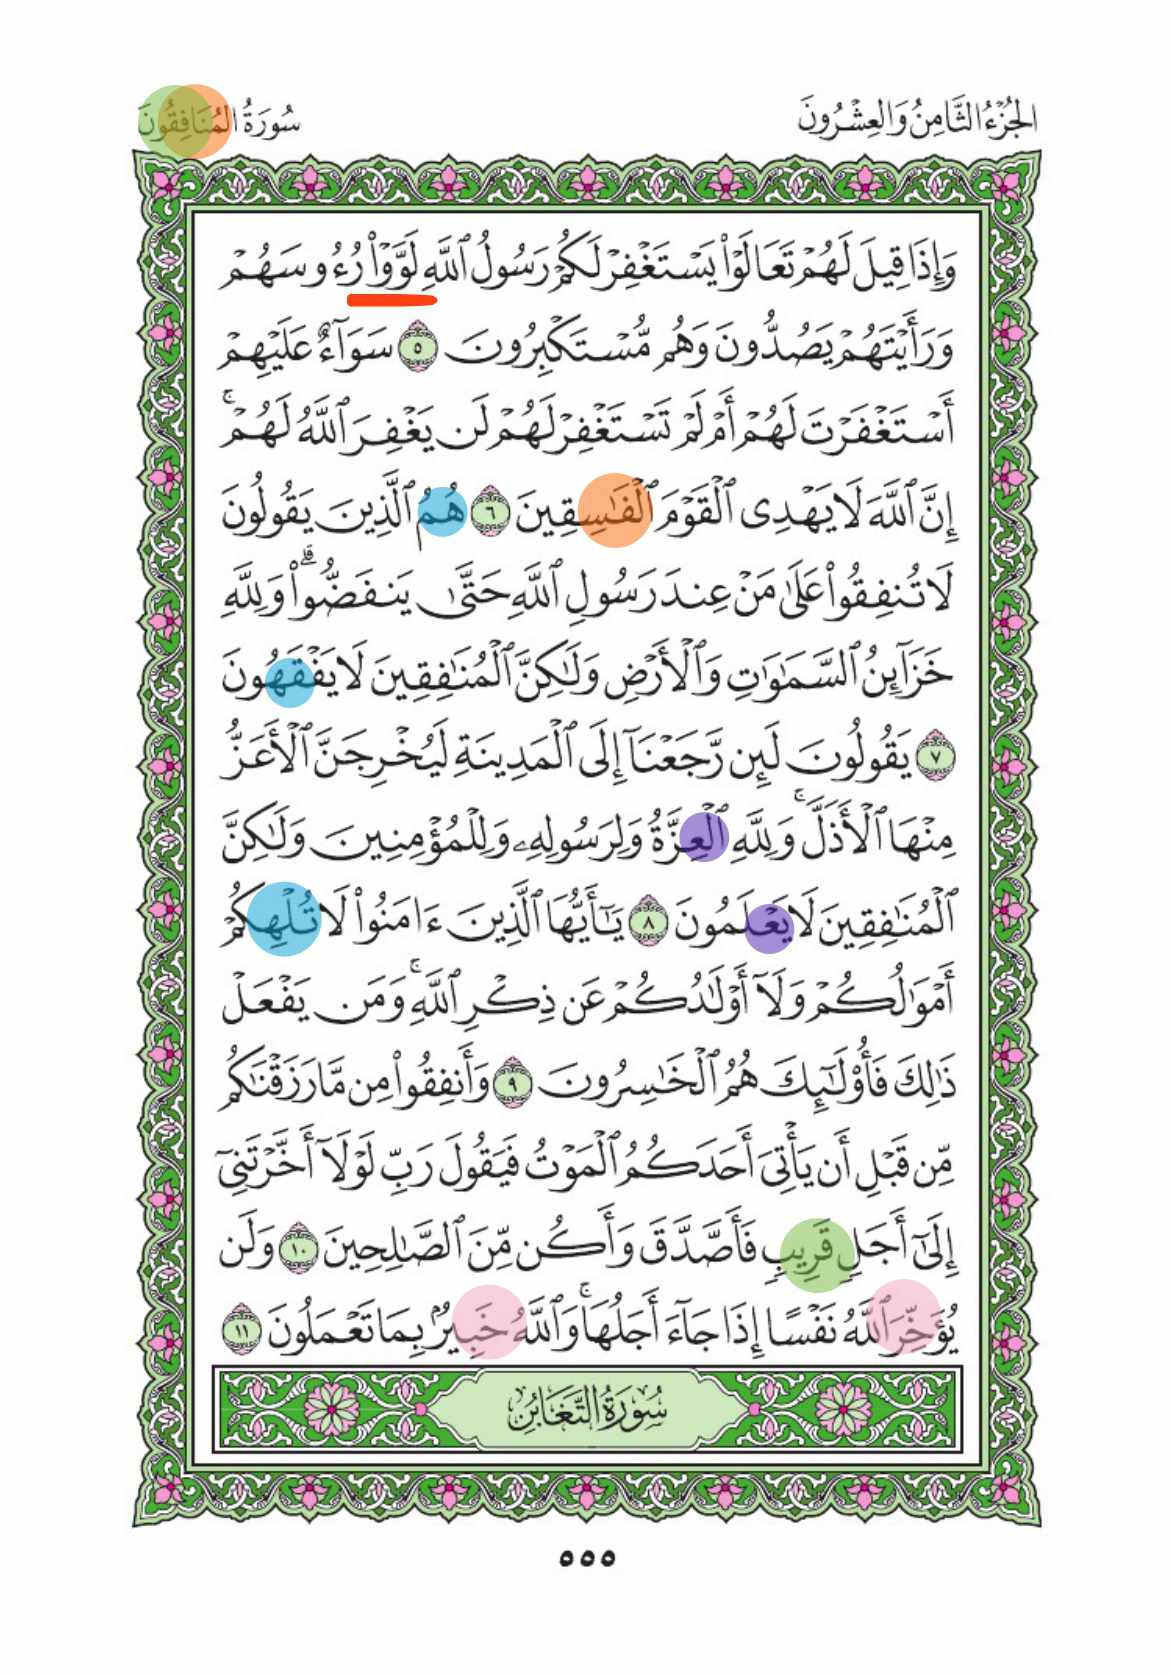 الجُزْءُ الثَّامِنُ وَالعِشْرُونَ
سُورَةُ المُنَافِقُونَ
وَإِذَا قِيلَ لَهُمْ تَعَالَوْاْ يَسْتَغْفِرْ لَكُمْ رَسُولُ ٱللَّهِ لَوَّوْاْ رُءُوسَهُمْ
وَرَأَيْتَهُمْ يَصُدُّونَ وَهُم مُّسْتَكْبِرُونَ ٥ سَوَآءٌ عَلَيْهِمْ
أَسْتَغْفَرْتَ لَهُمْ أَمْ لَمْ تَسْتَغْفِرْ لَهُمْ لَن يَغْفِرَ ٱللَّهُ لَهُمْۚ
إِنَّ ٱللَّهَ لَا يَهْدِى ٱلْقَوْمَ ٱلْفَٰسِقِينَ ٦ هُمُ ٱلَّذِينَ يَقُولُونَ
لَا تُنفِقُواْ عَلَىٰ مَنْ عِندَ رَسُولِ ٱللَّهِ حَتَّىٰ يَنفَضُّواْۗ وَلِلَّهِ
خَزَآئِنُ ٱلسَّمَٰوَٰتِ وَٱلْأَرْضِ وَلَٰكِنَّ ٱلْمُنَٰفِقِينَ لَا يَفْقَهُونَ
٧ يَقُولُونَ لَئِن رَّجَعْنَآ إِلَى ٱلْمَدِينَةِ لَيُخْرِجَنَّ ٱلْأَعَزُّ
مِنْهَا ٱلْأَذَلَّۚ وَلِلَّهِ ٱلْعِزَّةُ وَلِرَسُولِهِۦ وَلِلْمُؤْمِنِينَ وَلَٰكِنَّ
ٱلْمُنَٰفِقِينَ لَا يَعْلَمُونَ ٨ يَٰٓأَيُّهَا ٱلَّذِينَ ءَامَنُواْ لَا تُلْهِكُمْ
أَمْوَٰلُكُمْ وَلَآ أَوْلَٰدُكُمْ عَن ذِكْرِ ٱللَّهِۚ وَمَن يَفْعَلْ
ذَٰلِكَ فَأُوْلَٰٓئِكَ هُمُ ٱلْخَٰسِرُونَ ٩ وَأَنفِقُواْ مِن مَّا رَزَقْنَٰكُم
مِّن قَبْلِ أَن يَأْتِىَ أَحَدَكُمُ ٱلْمَوْتُ فَيَقُولَ رَبِّ لَوْلَآ أَخَّرْتَنِىٓ
إِلَىٰٓ أَجَلٍ قَرِيبٍ فَأَصَّدَّقَ وَأَكُن مِّنَ ٱلصَّٰلِحِينَ ١٠ وَلَن
يُؤَخِّرَ ٱللَّهُ نَفْسًا إِذَا جَآءَ أَجَلُهَاۚ وَٱللَّهُ خَبِيرٌۢ بِمَا تَعْمَلُونَ ١١
سُورَةُ التَّغَابُنِ
٥٥٥